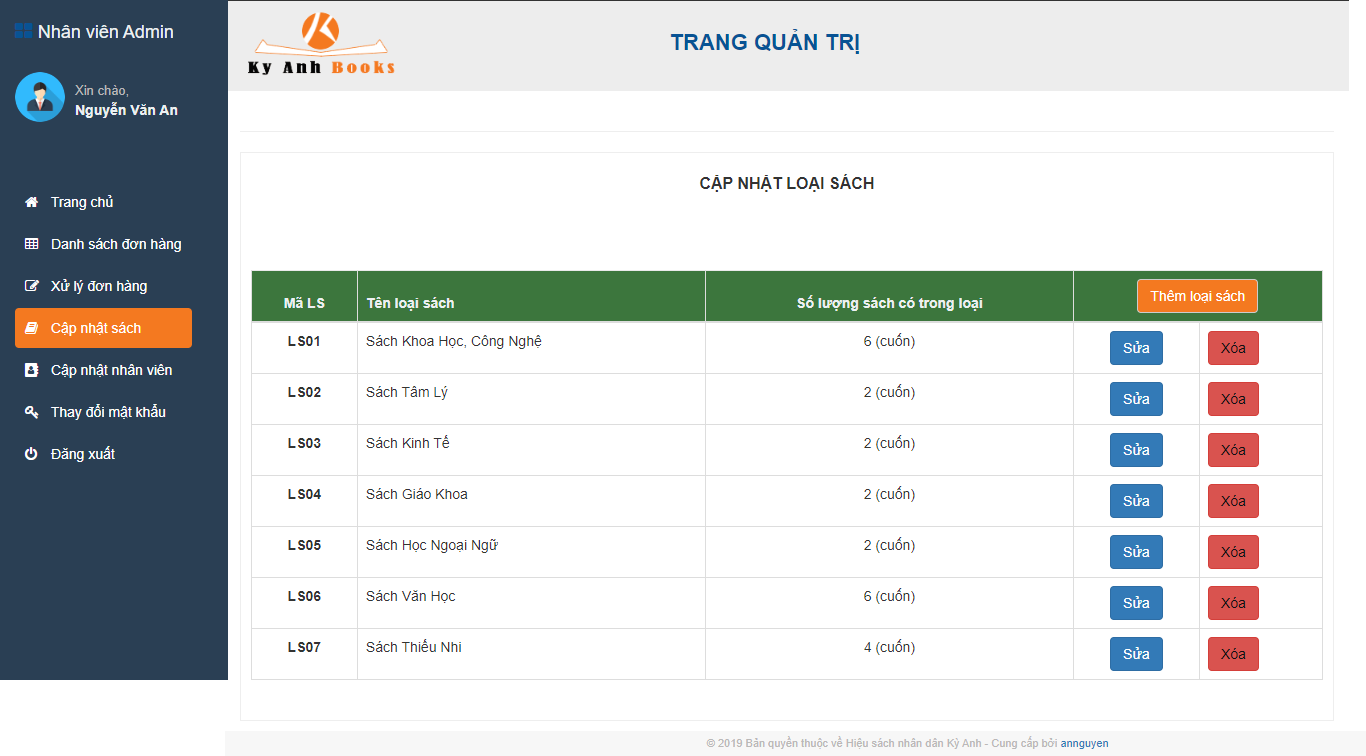 Nhân viên Admin
Xin chào,
Nguyễn Văn An
Trang chủ
Danh sách đơn hàng
Xử lý đơn hàng
Cập nhật sách
Cập nhật nhân viên
Thay đổi mật khẩu
Đăng xuất
Ky Anh Books
TRANG QUẢN TRỊ
CẬP NHẬT LOẠI SÁCH
Mã LS Tên loại sách Số lượng sách có trong loại Thêm loại sách
LS01 Sách Khoa Học, Công Nghệ 6 (cuốn) Sửa Xóa
LS02 Sách Tâm Lý 2 (cuốn) Sửa Xóa
LS03 Sách Kinh Tế 2 (cuốn) Sửa Xóa
LS04 Sách Giáo Khoa 2 (cuốn) Sửa Xóa
LS05 Sách Học Ngoại Ngữ 2 (cuốn) Sửa Xóa
LS06 Sách Văn Học 6 (cuốn) Sửa Xóa
LS07 Sách Thiếu Nhi 4 (cuốn) Sửa Xóa
© 2019 Bản quyền thuộc về Hiệu sách nhân dân Kỳ Anh - Cung cấp bởi annguyen